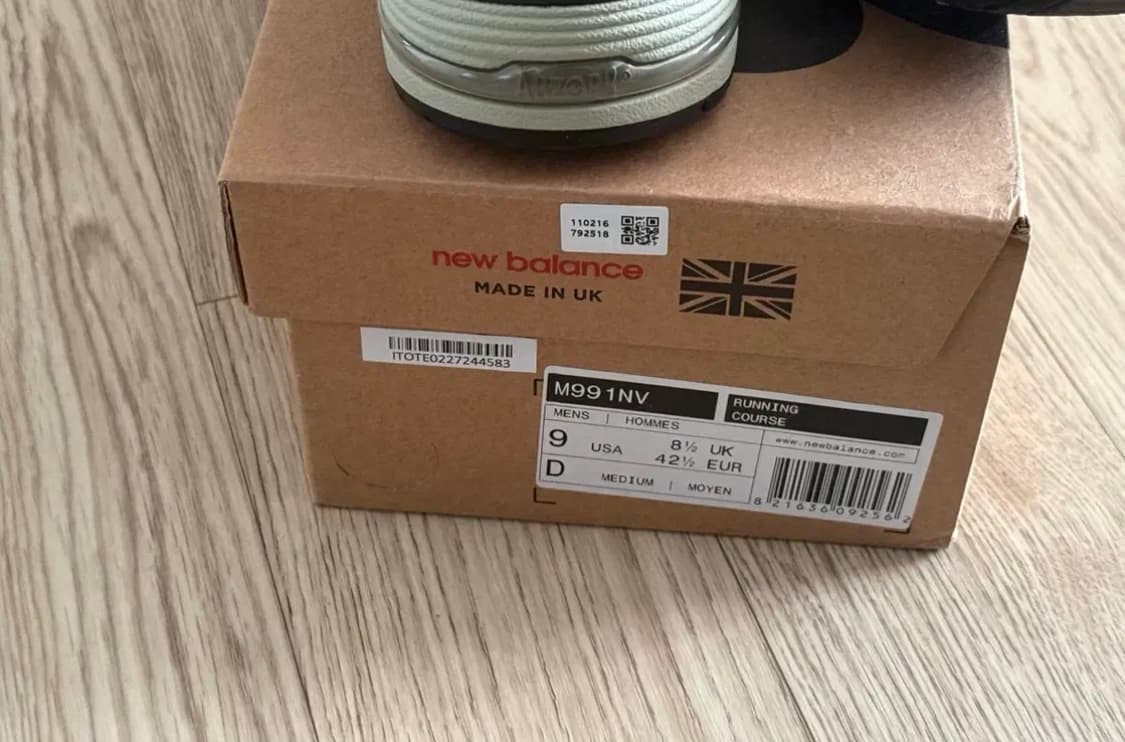 110216
792518
new balance
MADE IN UK
ITOTE0227244583
M991NV
RUNNING
COURSE
MENS | HOMMES
www.newbalance.com
9 USA 8½ UK
42½ EUR
D MEDIUM | MOYEN
8 21636 09256 2